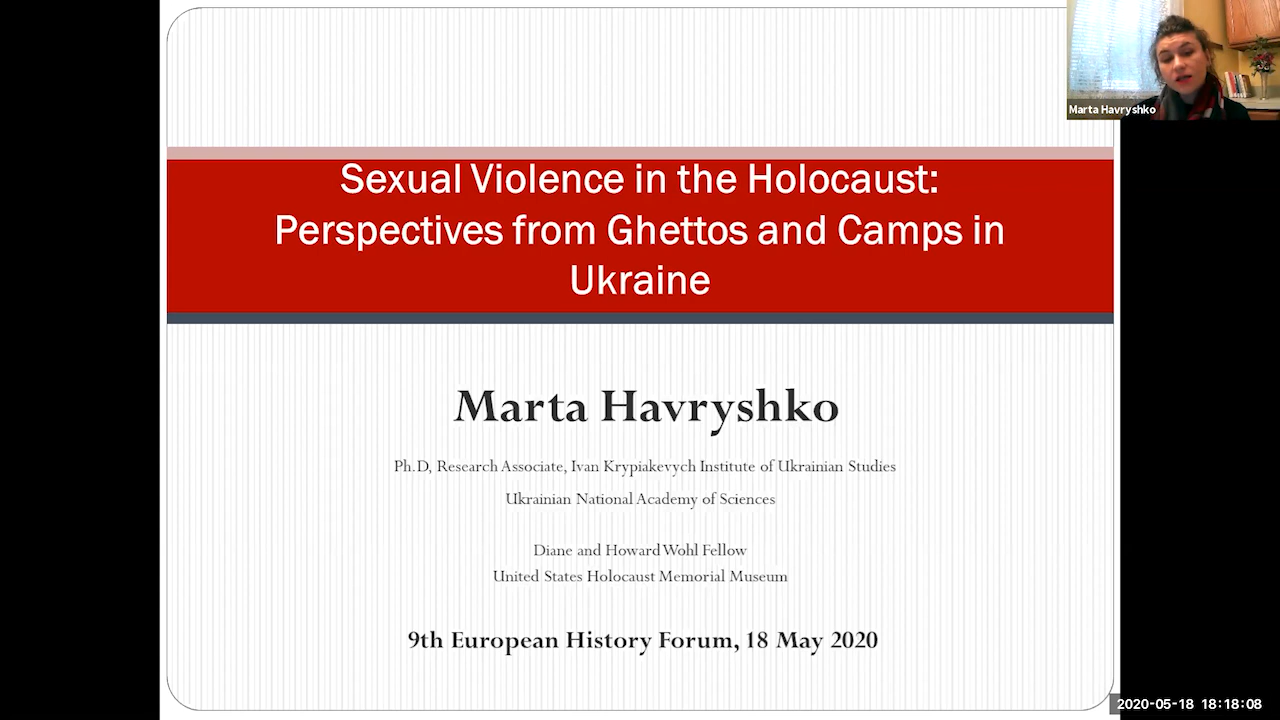 Marta Havryshko
Sexual Violence in the Holocaust:
Perspectives from Ghettos and Camps in
Ukraine
Marta Havryshko
Ph.D, Research Associate, Ivan Krypiakevych Institute of Ukrainian Studies
Ukrainian National Academy of Sciences
Diane and Howard Wohl Fellow
United States Holocaust Memorial Museum
9th European History Forum, 18 May 2020
2020-05-18 18:18:08